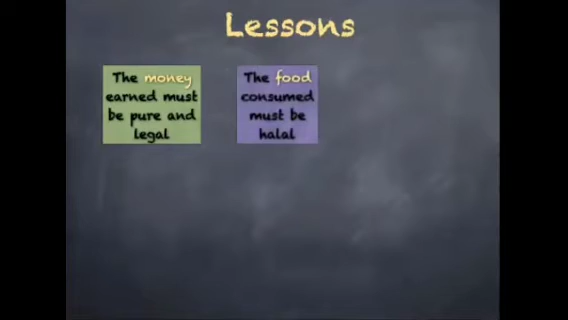 Lessons
The money
earned must
be pure and
legal
The food
consumed
must be
halal